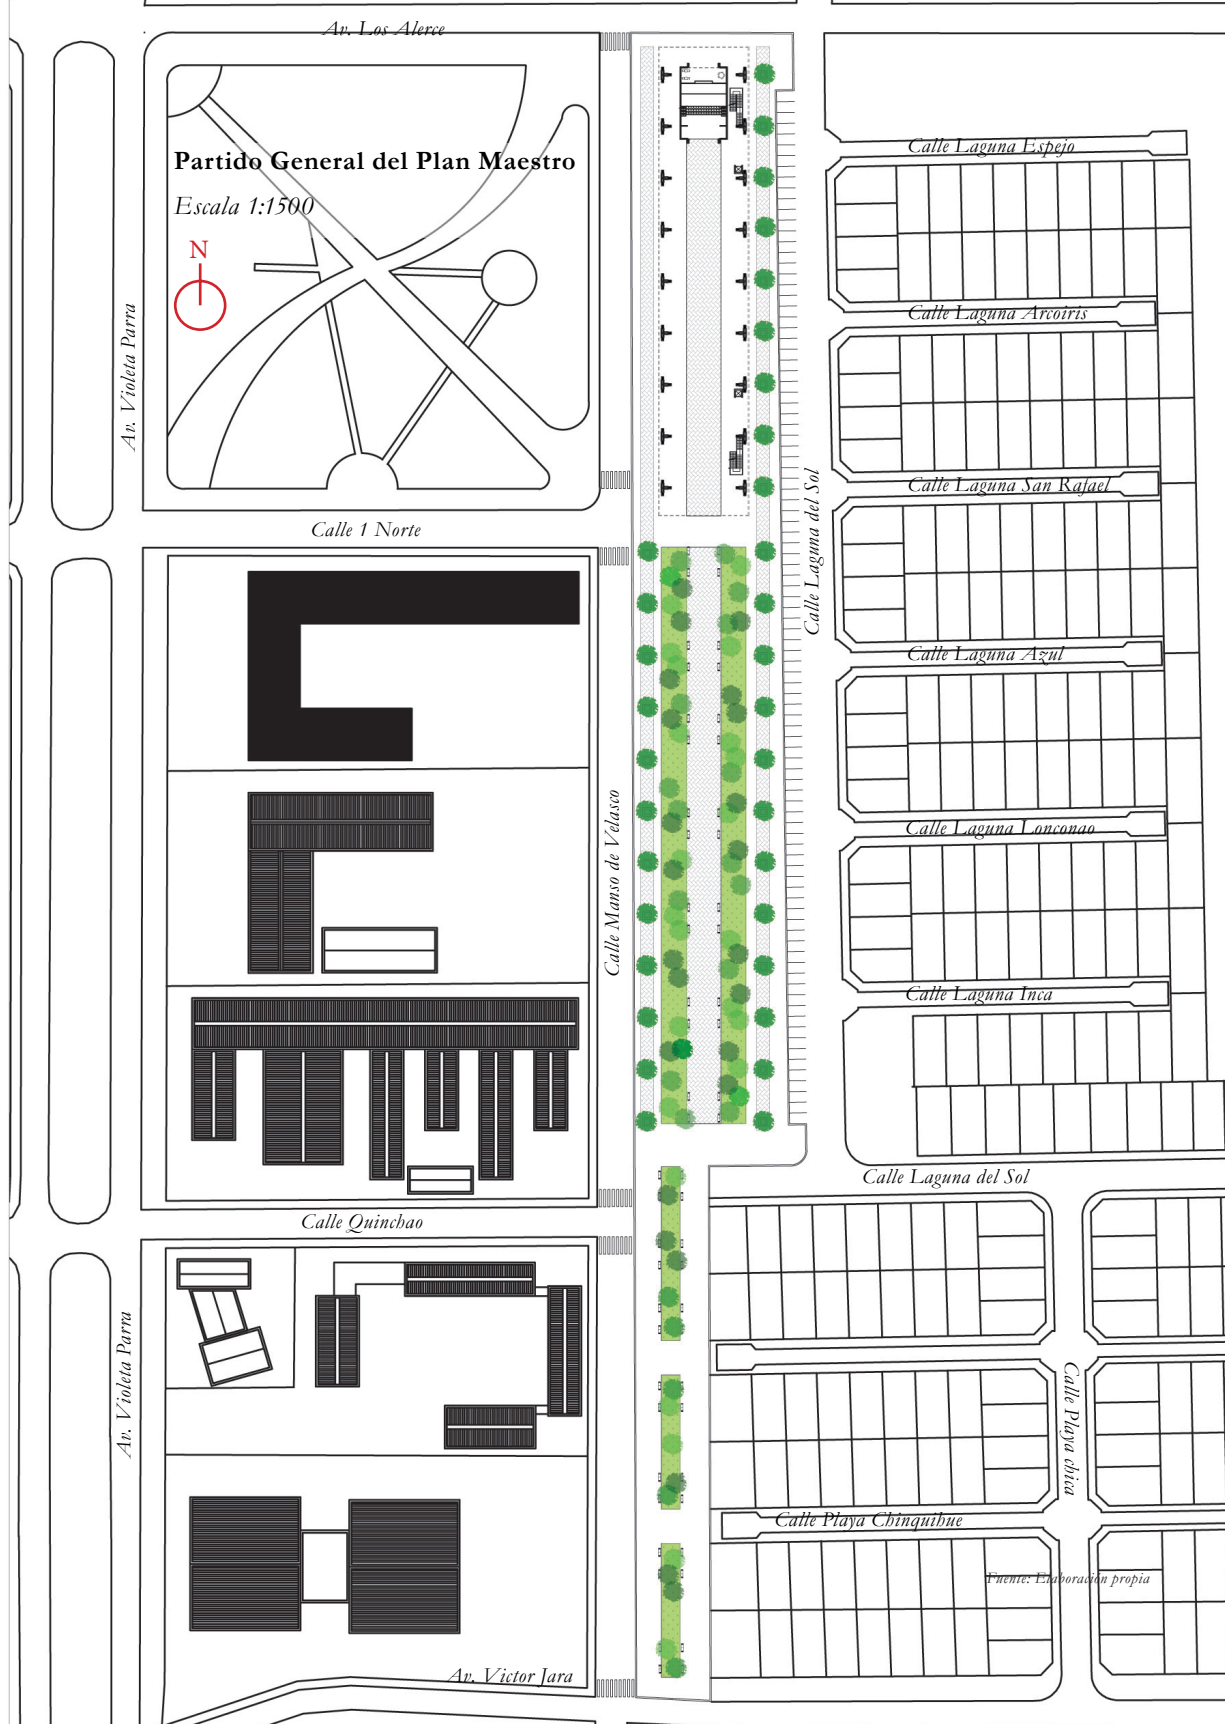 Av. Los Alerce
Partido General del Plan Maestro
Escala 1:1500
N
Calle Laguna Espejo
Calle Laguna Arcoiris
Av. Violeta Parra
Calle Laguna San Rafael
Calle Laguna del Sol
Calle 1 Norte
Calle Laguna Azul
Calle Laguna Lonconao
Calle Manso de Velasco
Calle Laguna Inca
Calle Laguna del Sol
Calle Quinchao
Av. Violeta Parra
Calle Playa chica
Calle Playa Chinquihue
Fuente: Elaboración propia
Av. Victor Jara